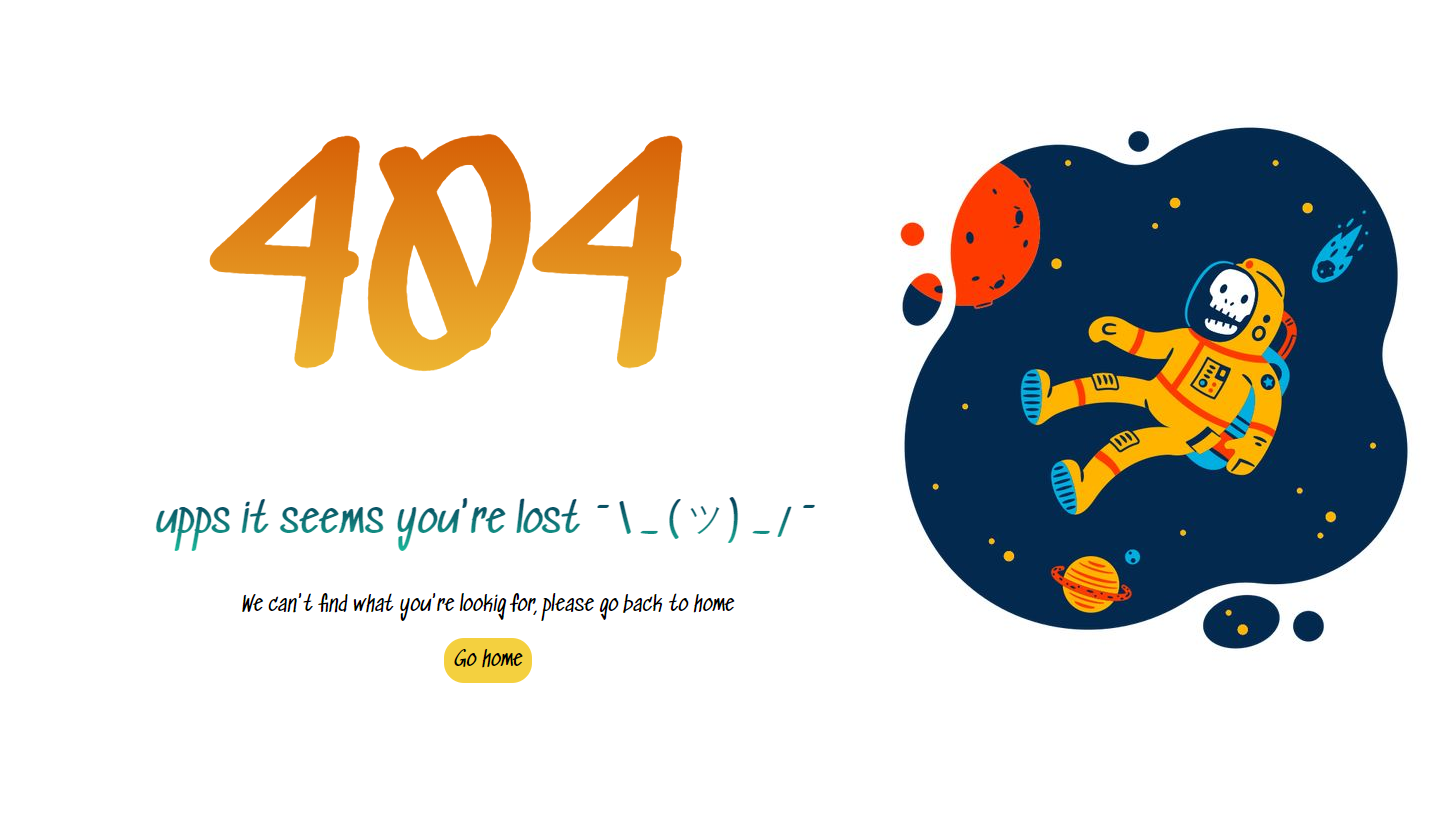 404
upps it seems you're lost ¯\_(ツ)_/¯
We can't find what you're lookig for, please go back to home
Go home